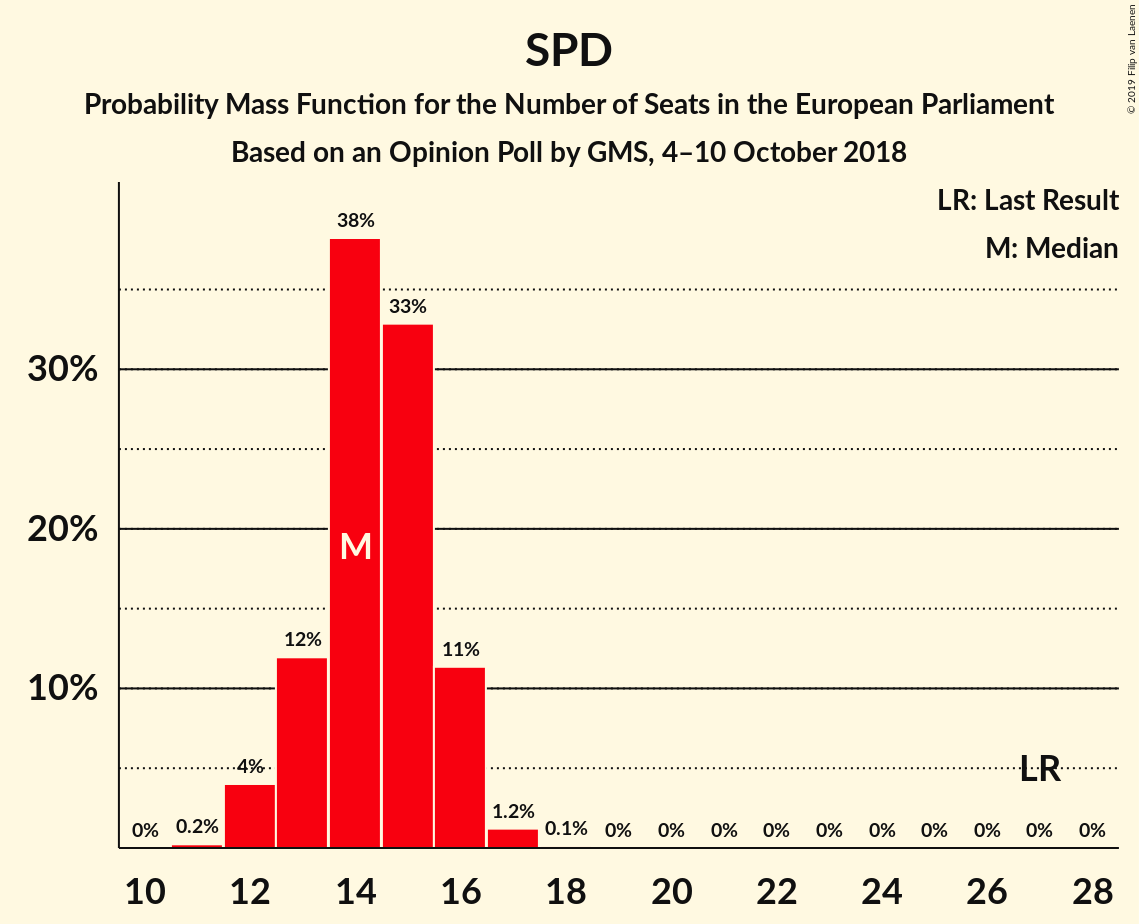 SPD
Probability Mass Function for the Number of Seats in the European Parliament
Based on an Opinion Poll by GMS, 4–10 October 2018
© 2019 Filip van Laenen
LR: Last Result
M: Median
38%
33%
30%
20%
M
12%
11%
10%
4%
LR
0%
0.2%
1.2%
0.1%
0%
0%
0%
0%
0%
0%
0%
0%
0%
0%
10 12 14 16 18 20 22 24 26 28